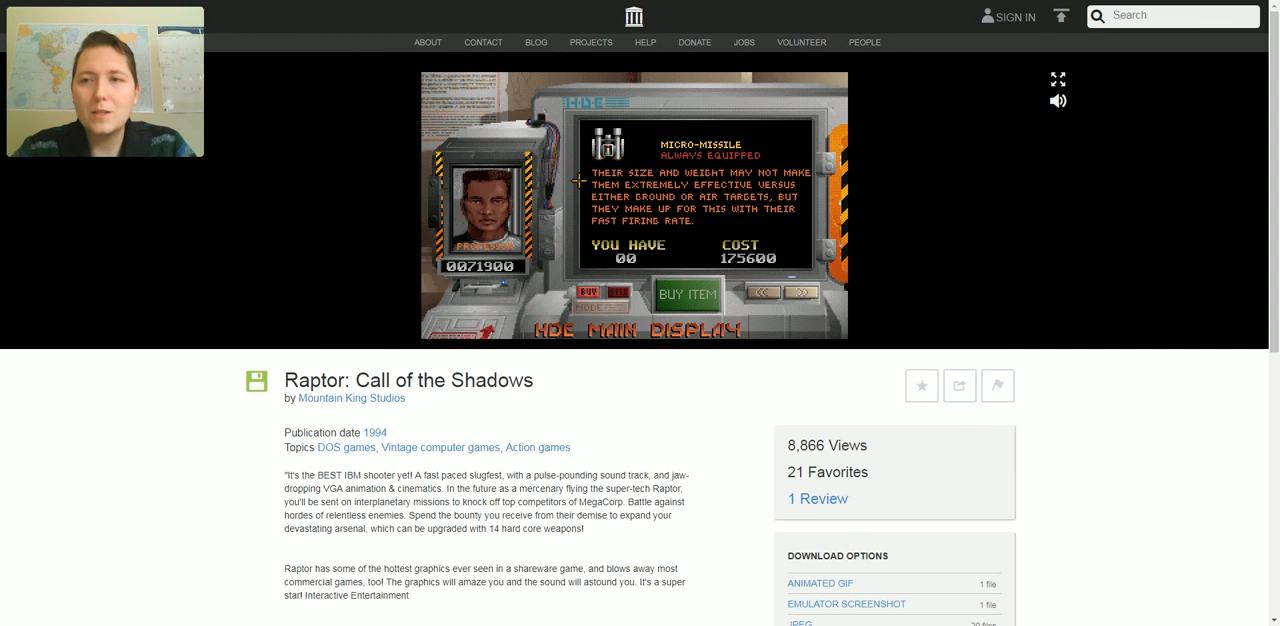 SIGN IN
Search
ABOUT
CONTACT
BLOG
PROJECTS
HELP
DONATE
JOBS
VOLUNTEER
PEOPLE
HDE
MICRO-MISSILE
ALWAYS EQUIPPED
THEIR SIZE AND WEIGHT MAY NOT MAKE
THEM EXTREMELY EFFECTIVE VERSUS
EITHER GROUND OR AIR TARGETS, BUT
THEY MAKE UP FOR THIS WITH THEIR
FAST FIRING RATE.
YOU HAVE
COST
00
175600
0071900
BUY
MODE
BUY ITEM
<<
>>
HDE MAIN DISPLAY
Raptor: Call of the Shadows
by Mountain King Studios
Publication date 1994
Topics DOS games, Vintage computer games, Action games
"It's the BEST IBM shooter yet! A fast paced slugfest, with a pulse-pounding sound track, and jaw-
dropping VGA animation & cinematics. In the future as a mercenary flying the super-tech Raptor,
you'll be send on interplanetary missions to knock off top competitors of MegaCorp. Battle against
hordes of relentless enemies. Spend the bounty you receive from their demise to expand your
devastating arsenal, which can be upgraded with 14 hard core weapons!
Raptor has some of the hottest graphics ever seen in a shareware game, and blows away most
commercial games, too! The graphics will amaze you and the sound will astound you. It's a super
star! Interactive Entertainment
8,866 Views
21 Favorites
1 Review
DOWNLOAD OPTIONS
ANIMATED GIF
1 file
EMULATOR SCREENSHOT
1 file
JPEG
20 files